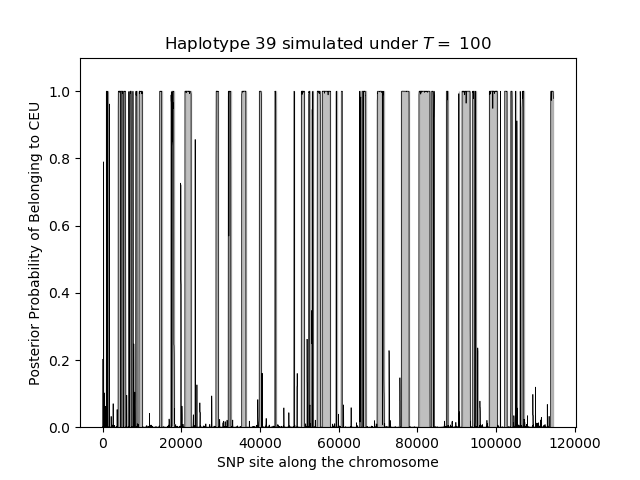 Haplotype 39 simulated under T = 100
Posterior Probability of Belonging to CEU
1.0
0.8
0.6
0.4
0.2
0.0
0 20000 40000 60000 80000 100000 120000
SNP site along the chromosome